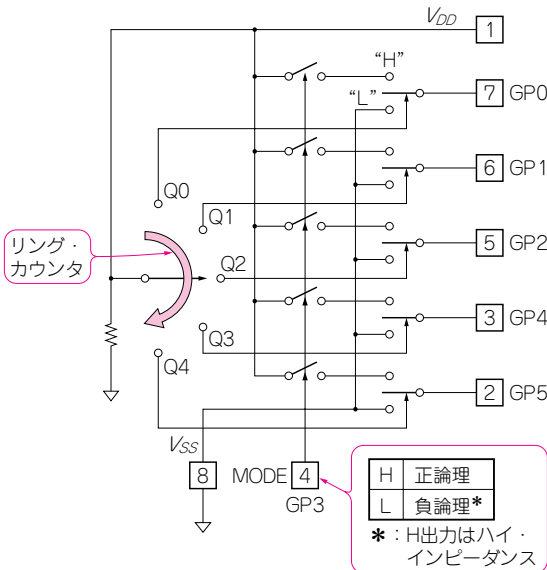 VDD
1
“H”
“L”
7 GP0
6 GP1
5 GP2
3 GP4
2 GP5
Q0
Q1
Q2
Q3
Q4
リング・
カウンタ
VSS
8
MODE 4
GP3
H 正論理
L 負論理*
*：H出力はハイ・
インピーダンス